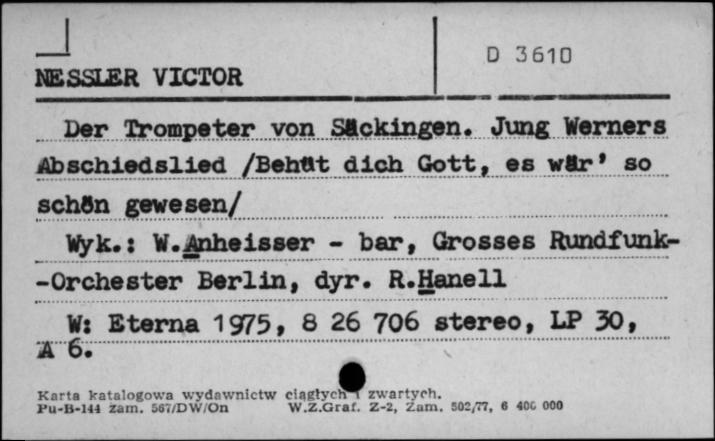 D 3610
NESSLER VICTOR
Der Trompeter von Säckingen. Jung Werners
Abschiedslied /Behüt dich Gott, es wär' so
schön gewesen/
Wyk.: W.Anheisser - bar, Grosses Rundfunk-
-Orchester Berlin, dyr. R.Hanell
W: Eterna 1975, 8 26 706 stereo, LP 30,
A 6.
Karta katalogowa wydawnictw ciągłych i zwartych.
Pu-B-144 zam. 567/DW/On W.Z.Graf. Z-2, Zam. 502/77, 6 400 000